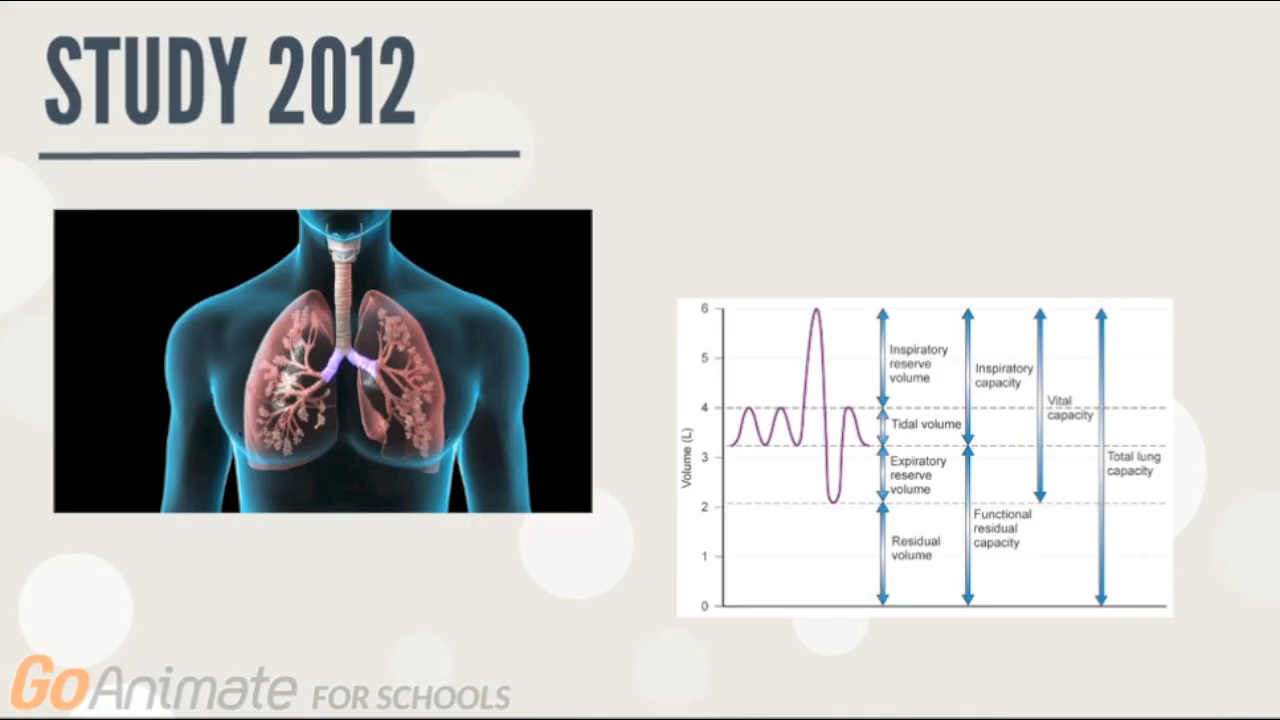 STUDY 2012
6
5
4
3
2
1
0
Volume (L)
Inspiratory
reserve
volume
Tidal volume
Expiratory
reserve
volume
Residual
volume
Inspiratory
capacity
Functional
residual
capacity
Vital
capacity
Total lung
capacity
GoAnimate FOR SCHOOLS